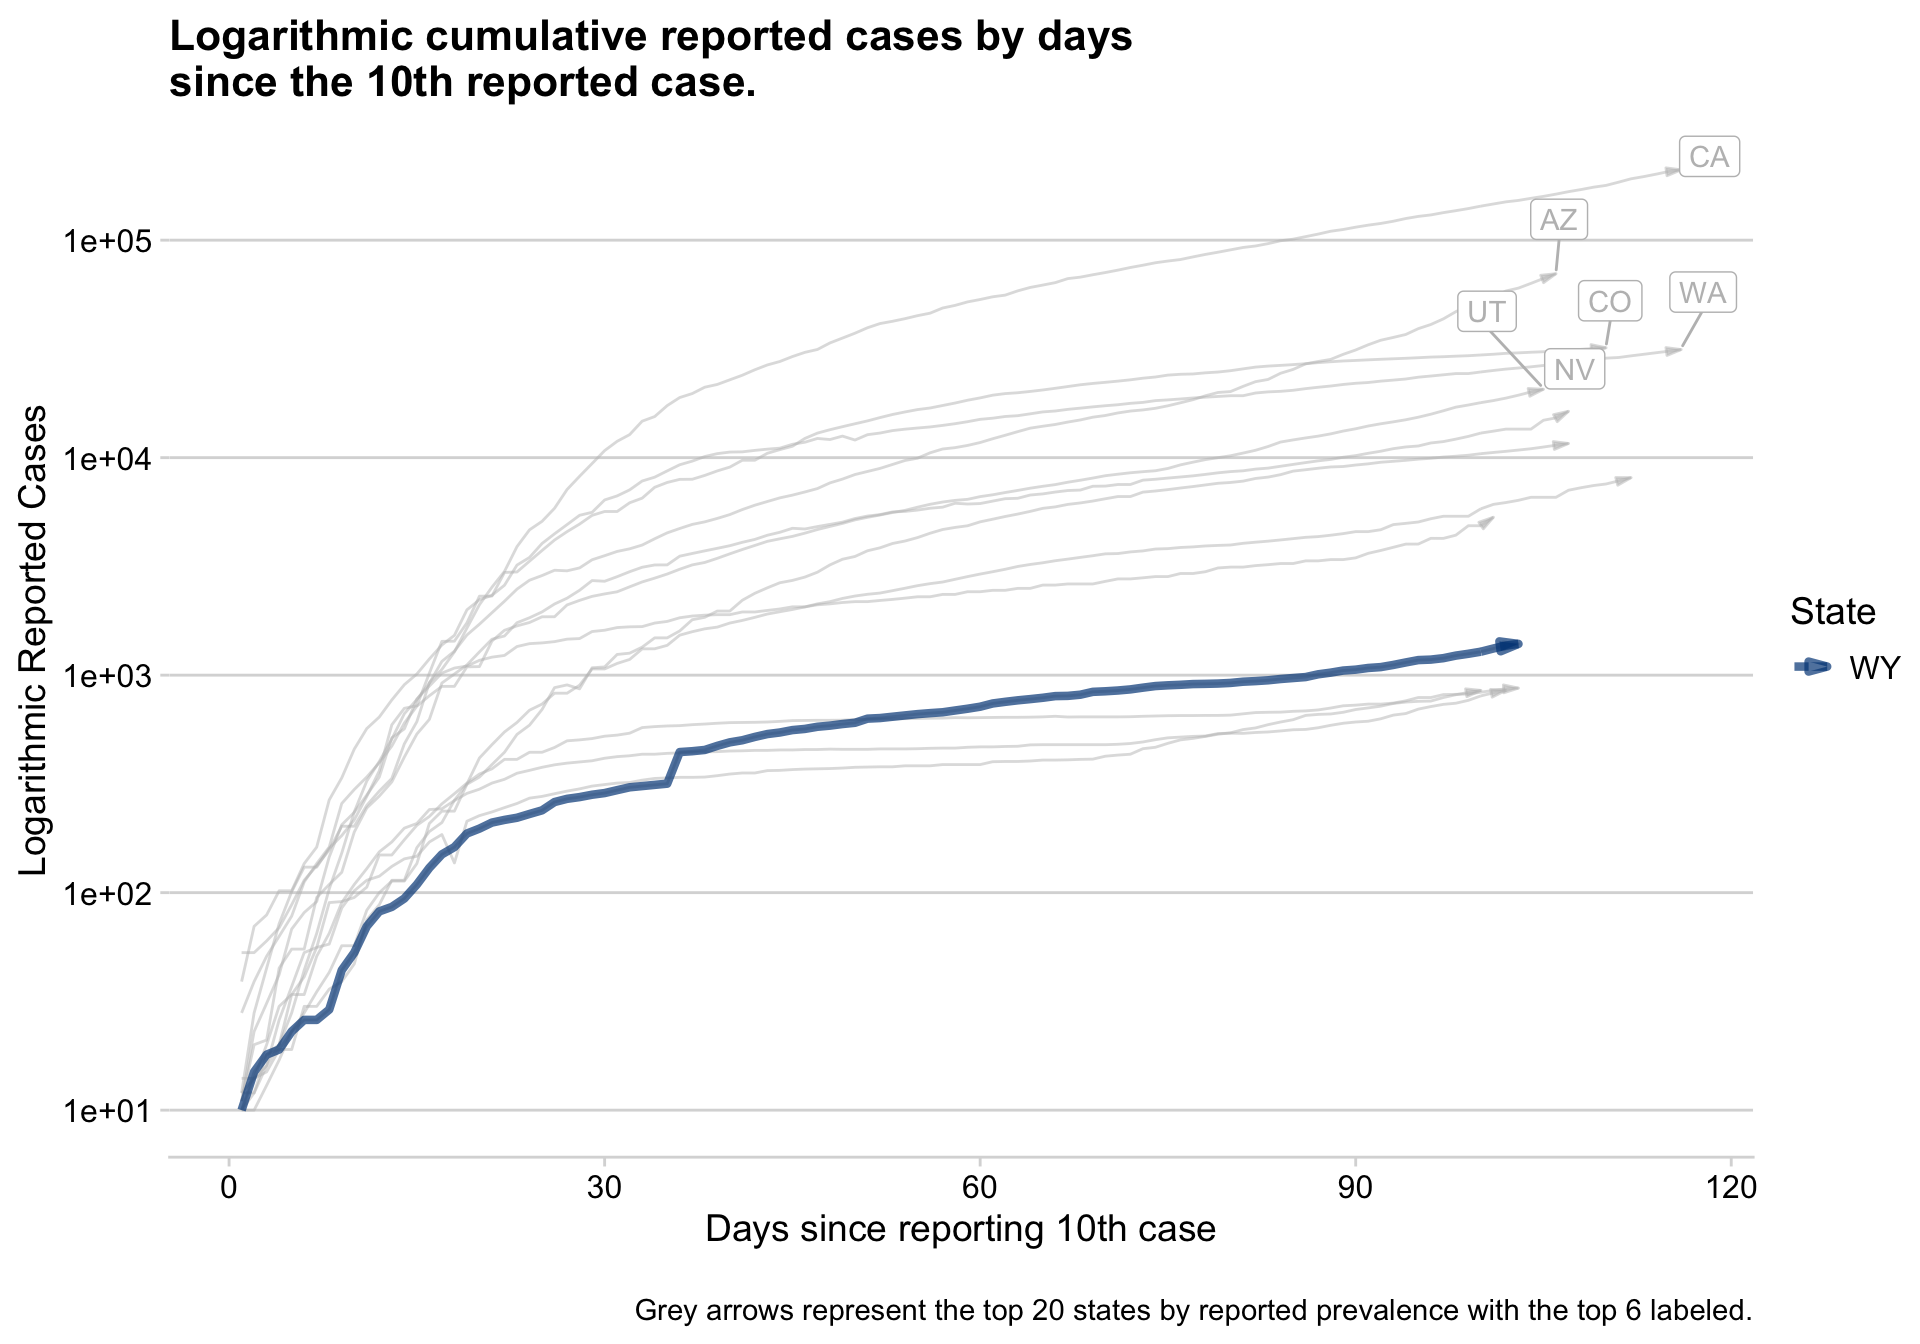 Logarithmic cumulative reported cases by days
since the 10th reported case.
CA
AZ
1e+05
WA
CO
UT
NV
1e+04
Logarithmic Reported Cases
State
WY
1e+03
1e+02
1e+01
0 30 60 90 120
Days since reporting 10th case
Grey arrows represent the top 20 states by reported prevalence with the top 6 labeled.